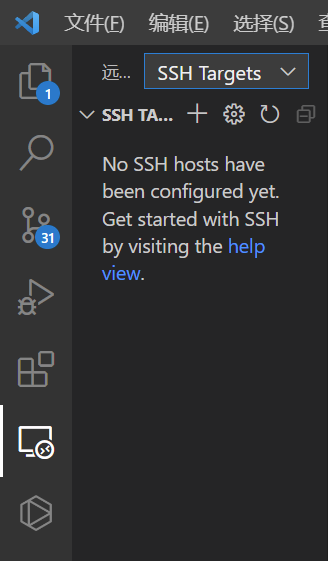 文件(F) 编辑(E) 选择(S)
远... SSH Targets
SSH TA...
No SSH hosts have
been configured yet.
Get started with SSH
by visiting the help
view.
1
31